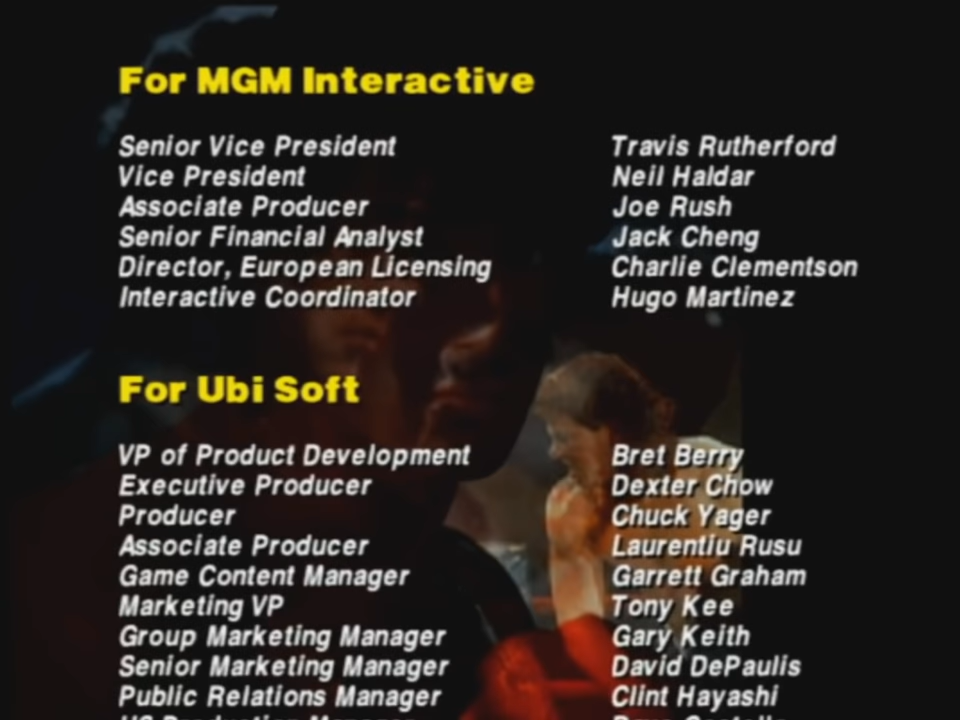 For MGM Interactive
Senior Vice President Travis Rutherford
Vice President Neil Haldar
Associate Producer Joe Rush
Senior Financial Analyst Jack Cheng
Director, European Licensing Charlie Clementson
Interactive Coordinator Hugo Martinez
For Ubi Soft
VP of Product Development Bret Berry
Executive Producer Dexter Chow
Producer Chuck Yager
Associate Producer Laurentiu Rusu
Game Content Manager Garrett Graham
Marketing VP Tony Kee
Group Marketing Manager Gary Keith
Senior Marketing Manager David DePaulis
Public Relations Manager Clint Hayashi